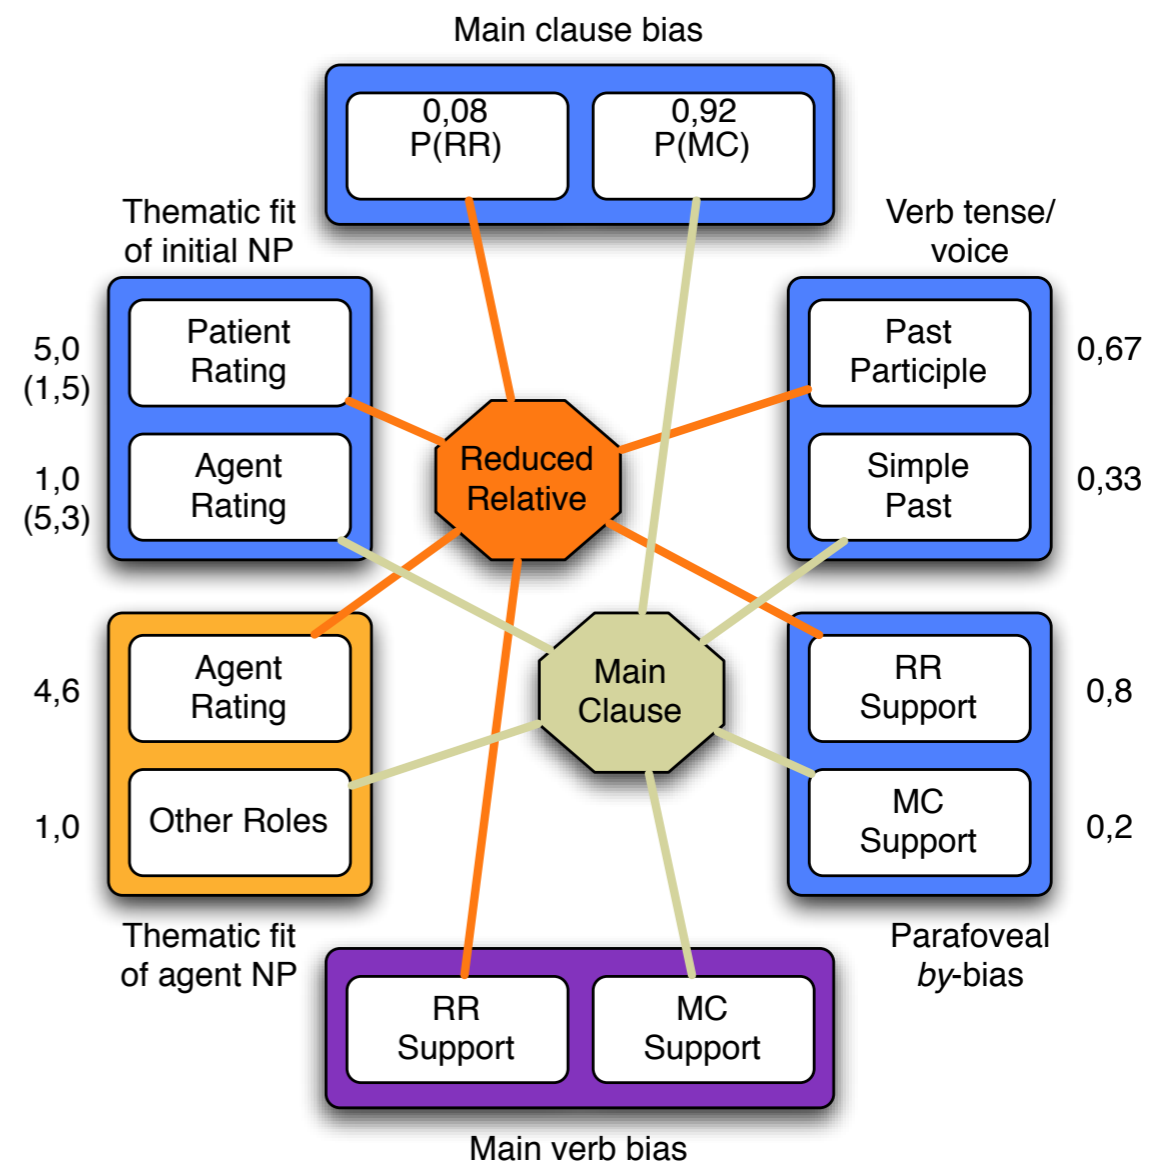 Main clause bias
0,08
P(RR)
0,92
P(MC)
Thematic fit
of initial NP
Verb tense/
voice
5,0
(1,5)
Patient
Rating
1,0
(5,3)
Agent
Rating
Reduced
Relative
Past
Participle
0,67
Simple
Past
0,33
4,6
Agent
Rating
1,0
Other Roles
Main
Clause
RR
Support
0,8
MC
Support
0,2
Thematic fit
of agent NP
Parafoveal
by-bias
RR
Support
MC
Support
Main verb bias